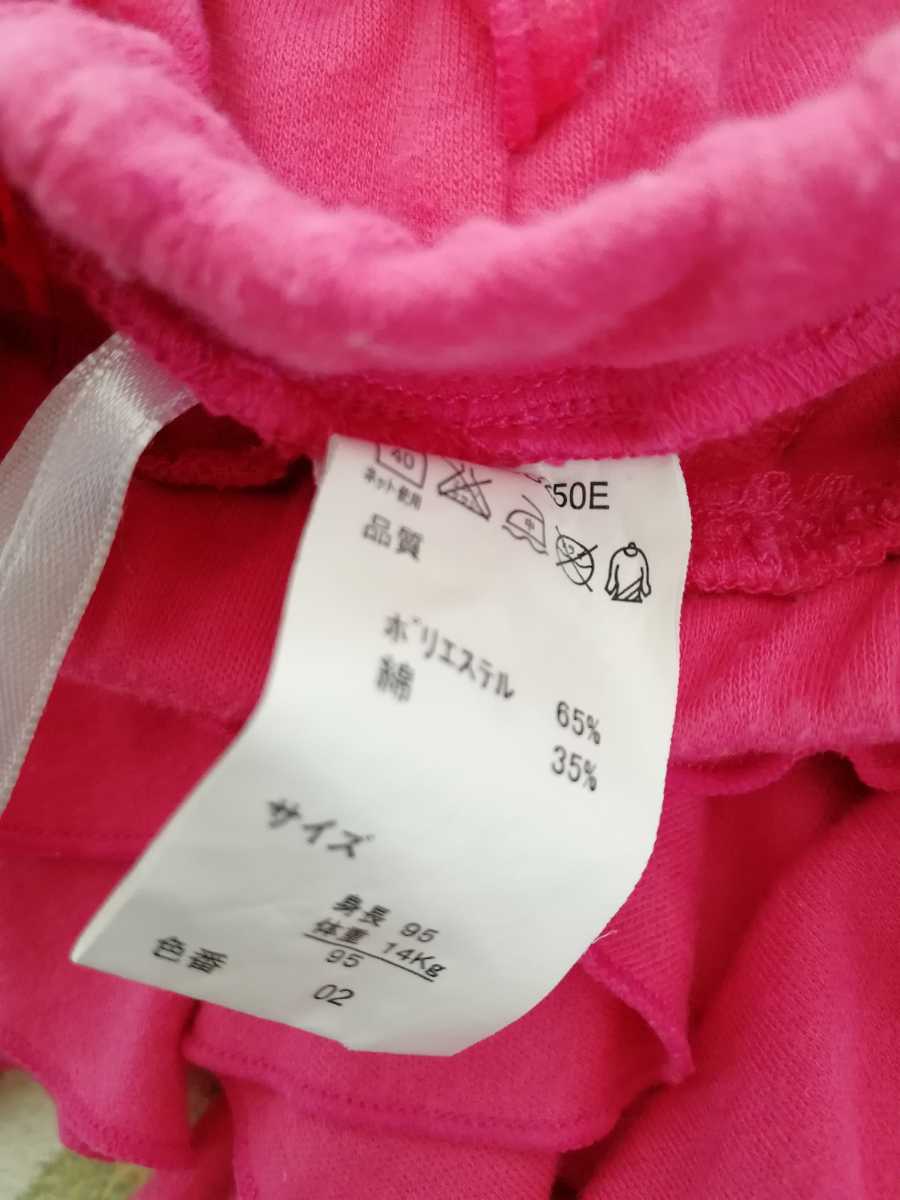 50E
40
ネット使用
中
品質
ポリエステル 65%
綿 35%
サイズ
身長 95
体重 14Kg
95
色番 02